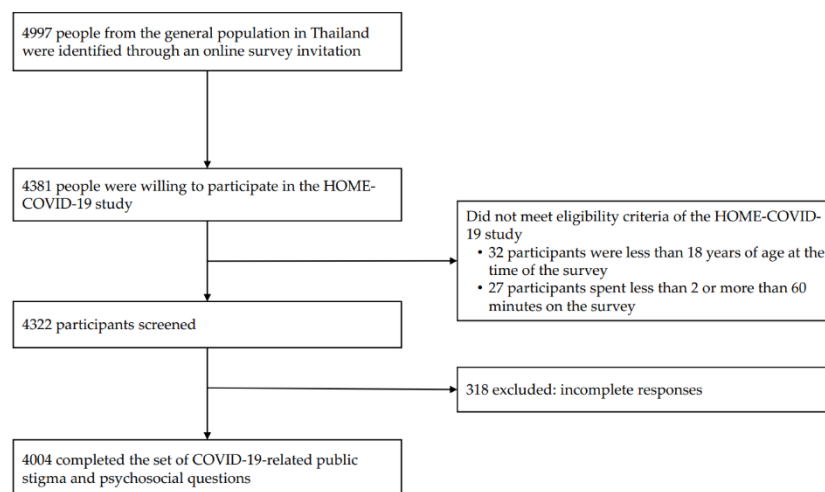 4997 people from the general population in Thailand
were identified through an online survey invitation
4381 people were willing to participate in the HOME-
COVID-19 study
Did not meet eligibility criteria of the HOME-COVID-
19 study
• 32 participants were less than 18 years of age at the
time of the survey
• 27 participants spent less than 2 or more than 60
minutes on the survey
4322 participants screened
318 excluded: incomplete responses
4004 completed the set of COVID-19-related public
stigma and psychosocial questions